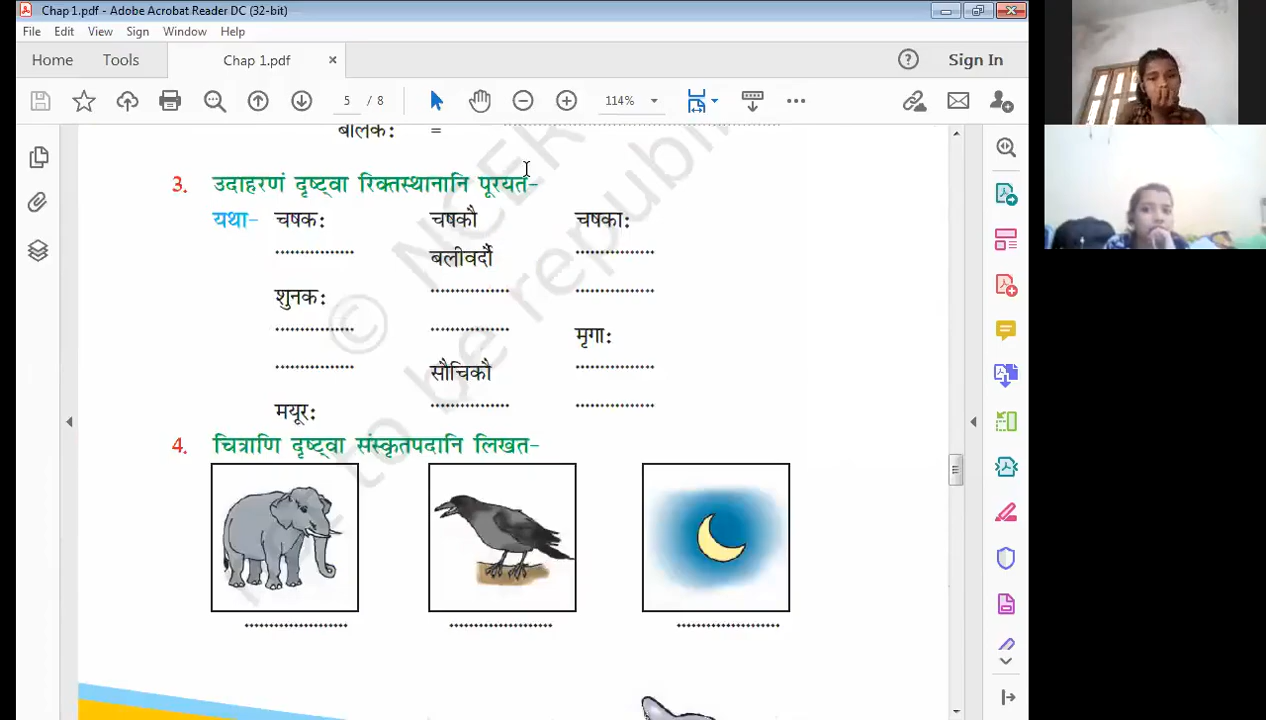 Chap 1.pdf - Adobe Acrobat Reader DC (32-bit)
File Edit View Sign Window Help
Home Tools Chap 1.pdf × ? Sign In
5 / 8 114%
बालकः =
3. उदाहरणं दृष्ट्वा रिक्तस्थानानि पूरयत-
यथा- चषकः चषकौ चषकाः
.................. बलीवर्दौ ..................
शुनकः .................. ..................
.................. .................. मृगाः
.................. सौचिकौ ..................
मयूरः .................. ..................
4. चित्राणि दृष्ट्वा संस्कृतपदानि लिखत-
.................. .................. ..................